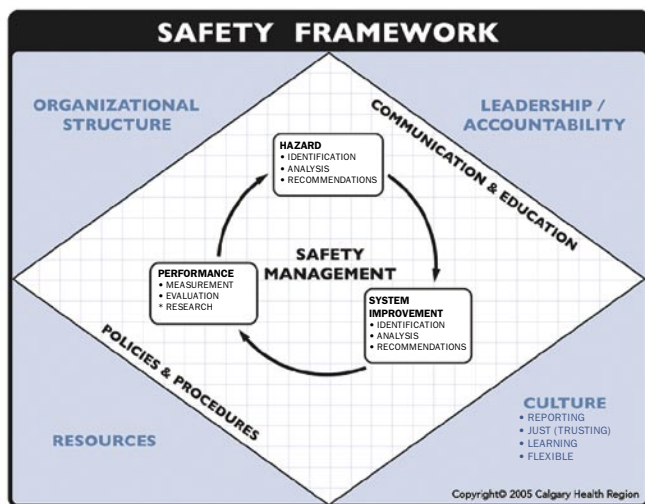 SAFETY FRAMEWORK
ORGANIZATIONAL
STRUCTURE
LEADERSHIP /
ACCOUNTABILITY
COMMUNICATION & EDUCATION
HAZARD
• IDENTIFICATION
• ANALYSIS
• RECOMMENDATIONS
SAFETY
MANAGEMENT
PERFORMANCE
• MEASUREMENT
• EVALUATION
* RESEARCH
SYSTEM
IMPROVEMENT
• IDENTIFICATION
• ANALYSIS
• RECOMMENDATIONS
POLICIES & PROCEDURES
RESOURCES
CULTURE
• REPORTING
• JUST (TRUSTING)
• LEARNING
• FLEXIBLE
Copyright© 2005 Calgary Health Region